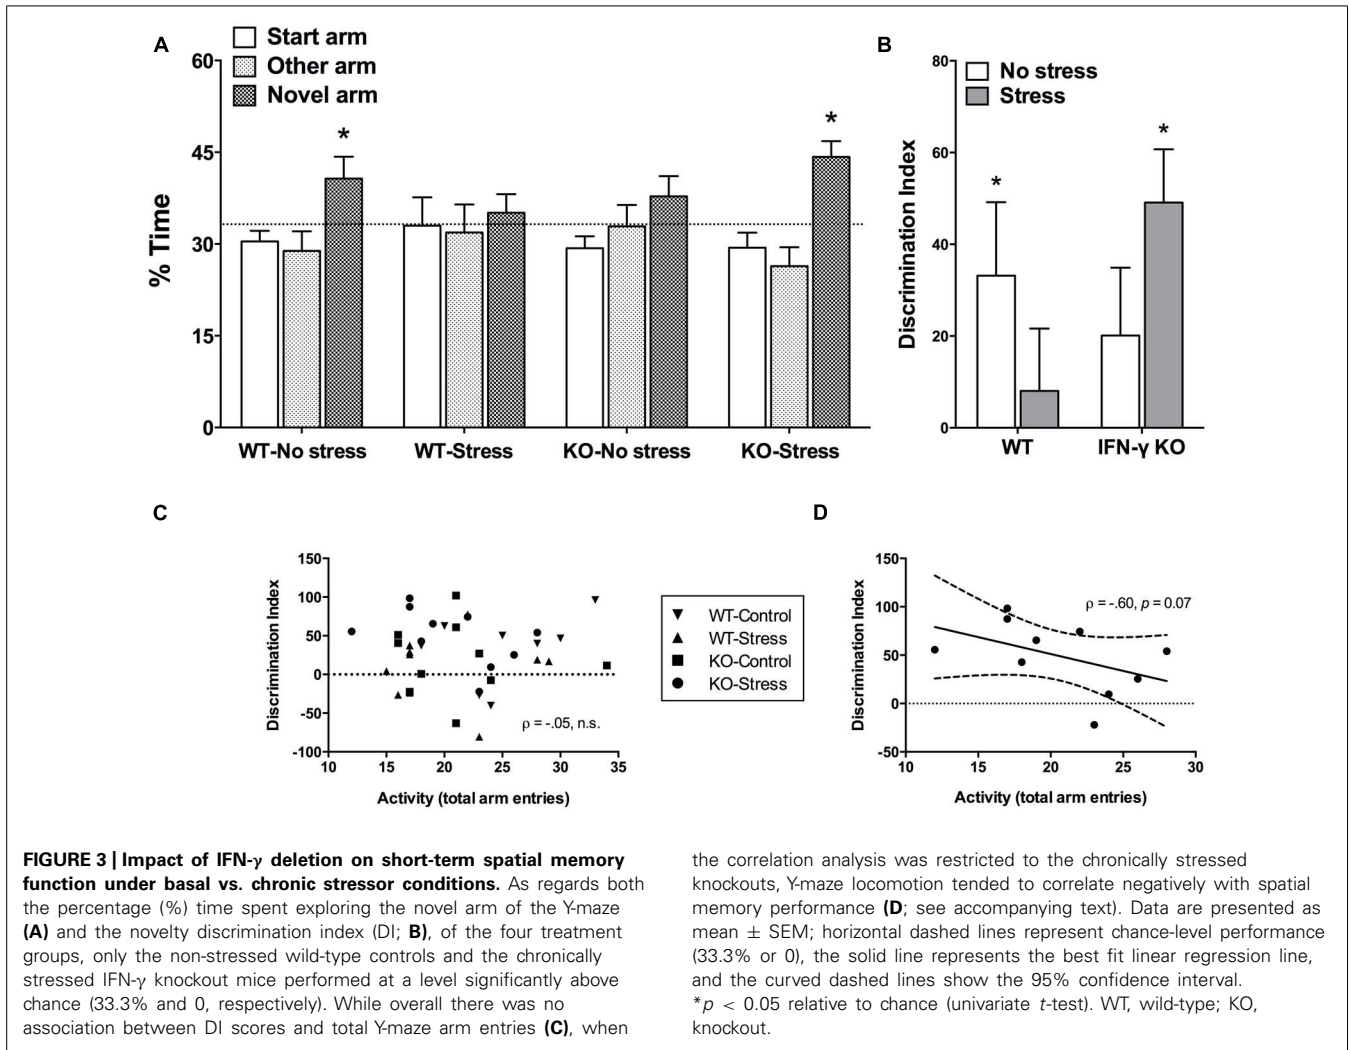 A
Start arm
Other arm
Novel arm
60
45
30
15
0
% Time
*
*
WT-No stress
WT-Stress
KO-No stress
KO-Stress
B
No stress
Stress
80
60
40
20
0
Discrimination Index
*
*
WT
IFN-γ KO
C
150
100
50
0
-50
-100
Discrimination Index
ρ = -.05, n.s.
10
15
20
25
30
35
Activity (total arm entries)
WT-Control
WT-Stress
KO-Control
KO-Stress
D
150
100
50
0
-50
Discrimination Index
ρ = -.60, p = 0.07
10
15
20
25
30
Activity (total arm entries)
FIGURE 3 | Impact of IFN-γ deletion on short-term spatial memory
function under basal vs. chronic stressor conditions. As regards both
the percentage (%) time spent exploring the novel arm of the Y-maze
(A) and the novelty discrimination index (DI; B), of the four treatment
groups, only the non-stressed wild-type controls and the chronically
stressed IFN-γ knockout mice performed at a level significantly above
chance (33.3% and 0, respectively). While overall there was no
association between DI scores and total Y-maze arm entries (C), when
the correlation analysis was restricted to the chronically stressed
knockouts, Y-maze locomotion tended to correlate negatively with spatial
memory performance (D; see accompanying text). Data are presented as
mean ± SEM; horizontal dashed lines represent chance-level performance
(33.3% or 0), the solid line represents the best fit linear regression line,
and the curved dashed lines show the 95% confidence interval.
*p < 0.05 relative to chance (univariate t-test). WT, wild-type; KO,
knockout.